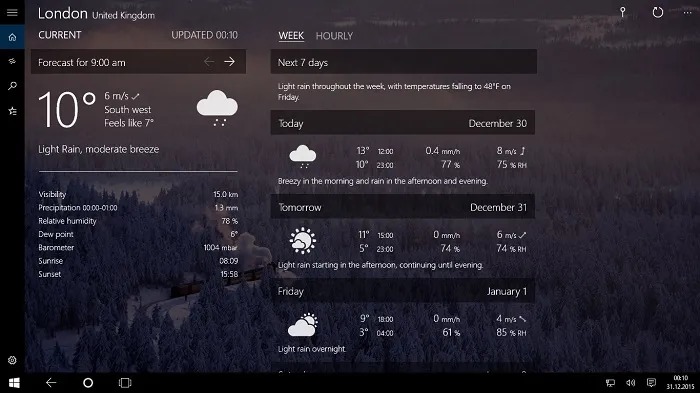 London United Kingdom
CURRENT UPDATED 00:10
Forecast for 9:00 am
10° 6 m/s
South west
Feels like 7°
Light Rain, moderate breeze
Visibility 15.0 km
Precipitation 00:00-01:00 1.3 mm
Relative humidity 78 %
Dew point 6°
Barometer 1004 mbar
Sunrise 08:09
Sunset 15:58
WEEK HOURLY
Next 7 days
Light rain throughout the week, with temperatures falling to 48°F on
Friday.
Today December 30
13° 12:00 0.4 mm/h 8 m/s
10° 23:00 77 % 75 % RH
Breezy in the morning and rain in the afternoon and evening.
Tomorrow December 31
11° 15:00 0 mm/h 6 m/s
5° 23:00 74 % 74 % RH
Light rain starting in the afternoon, continuing until evening.
Friday January 1
9° 18:00 0 mm/h 4 m/s
3° 04:00 61 % 85 % RH
Light rain overnight.
00:10
31.12.2015